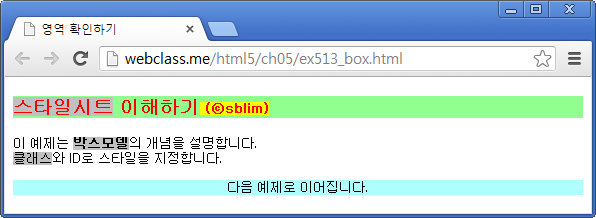 영역 확인하기
webclass.me/html5/ch05/ex513_box.html
스타일시트 이해하기 (@sblim)
이 예제는 박스모델의 개념을 설명합니다.
클래스와 ID로 스타일을 지정합니다.
다음 예제로 이어집니다.